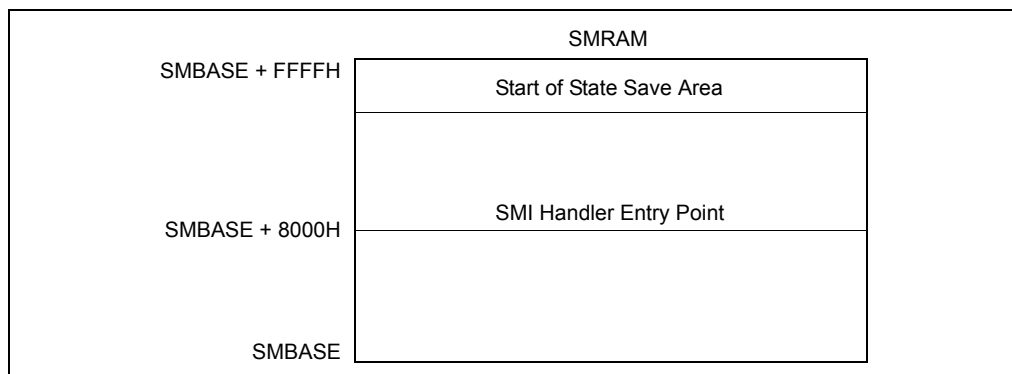 SMRAM
SMBASE + FFFFH
Start of State Save Area
SMI Handler Entry Point
SMBASE + 8000H
SMBASE